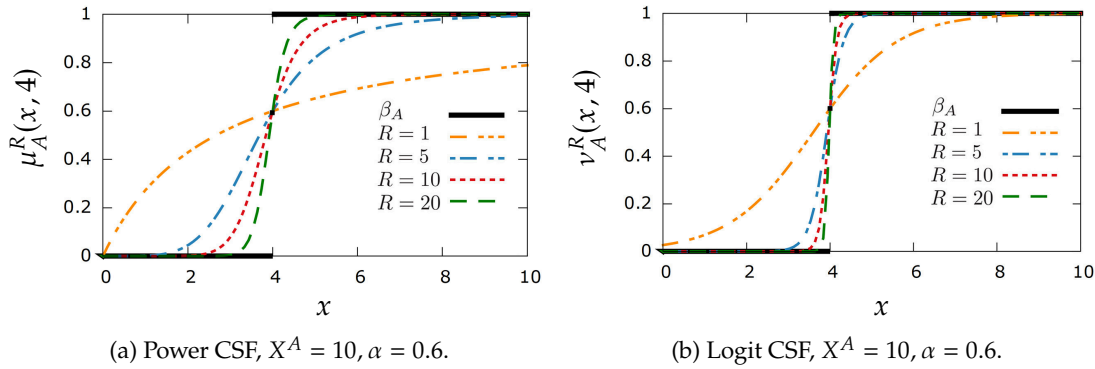 μ_A^R(x, 4)
1
0.8
0.6
0.4
0.2
0
β_A
R = 1
R = 5
R = 10
R = 20
0 2 4 6 8 10
x
(a) Power CSF, X^A = 10, α = 0.6.
ν_A^R(x, 4)
1
0.8
0.6
0.4
0.2
0
β_A
R = 1
R = 5
R = 10
R = 20
0 2 4 6 8 10
x
(b) Logit CSF, X^A = 10, α = 0.6.